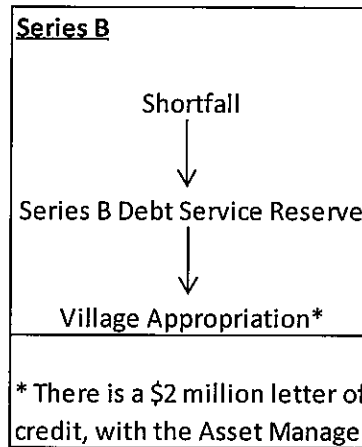 Series B
Shortfall
Series B Debt Service Reserve
Village Appropriation*
* There is a $2 million letter of
credit, with the Asset Manage